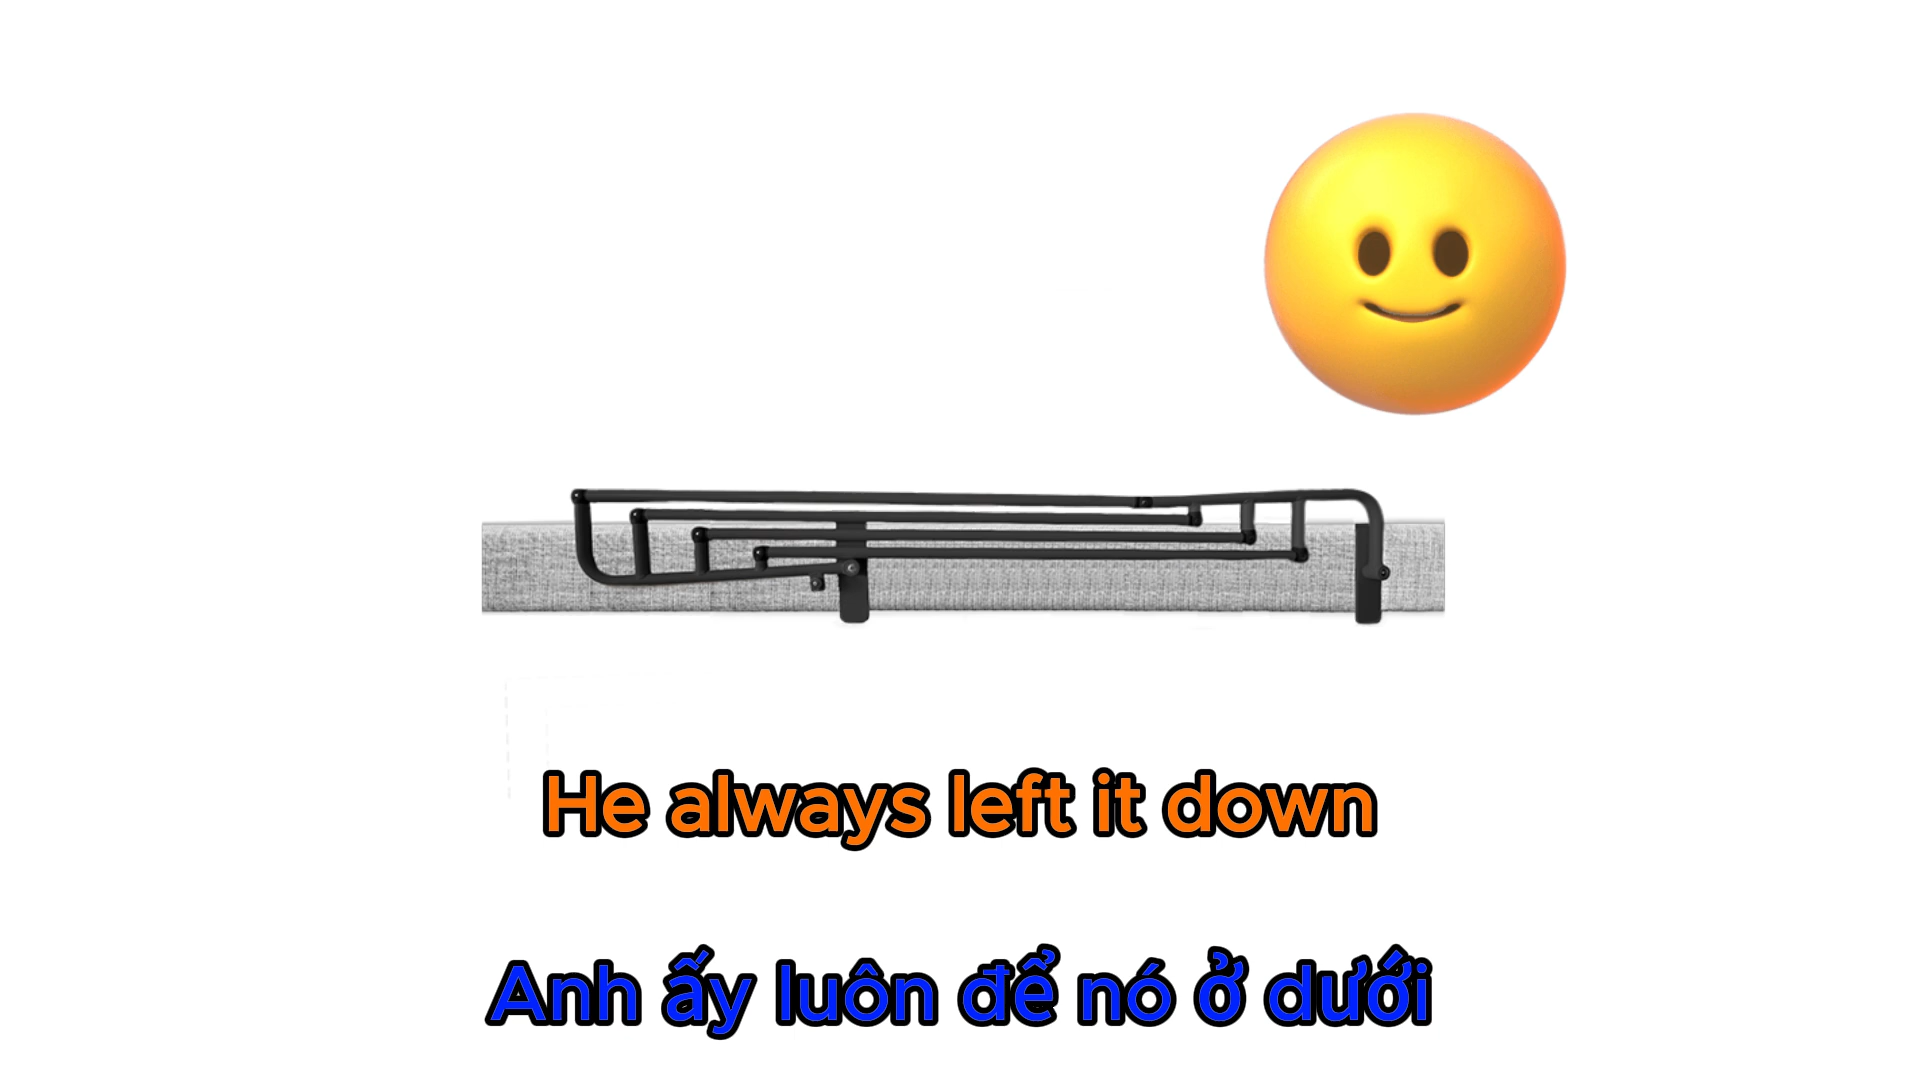 He always left it down
Anh ấy luôn để nó ở dưới